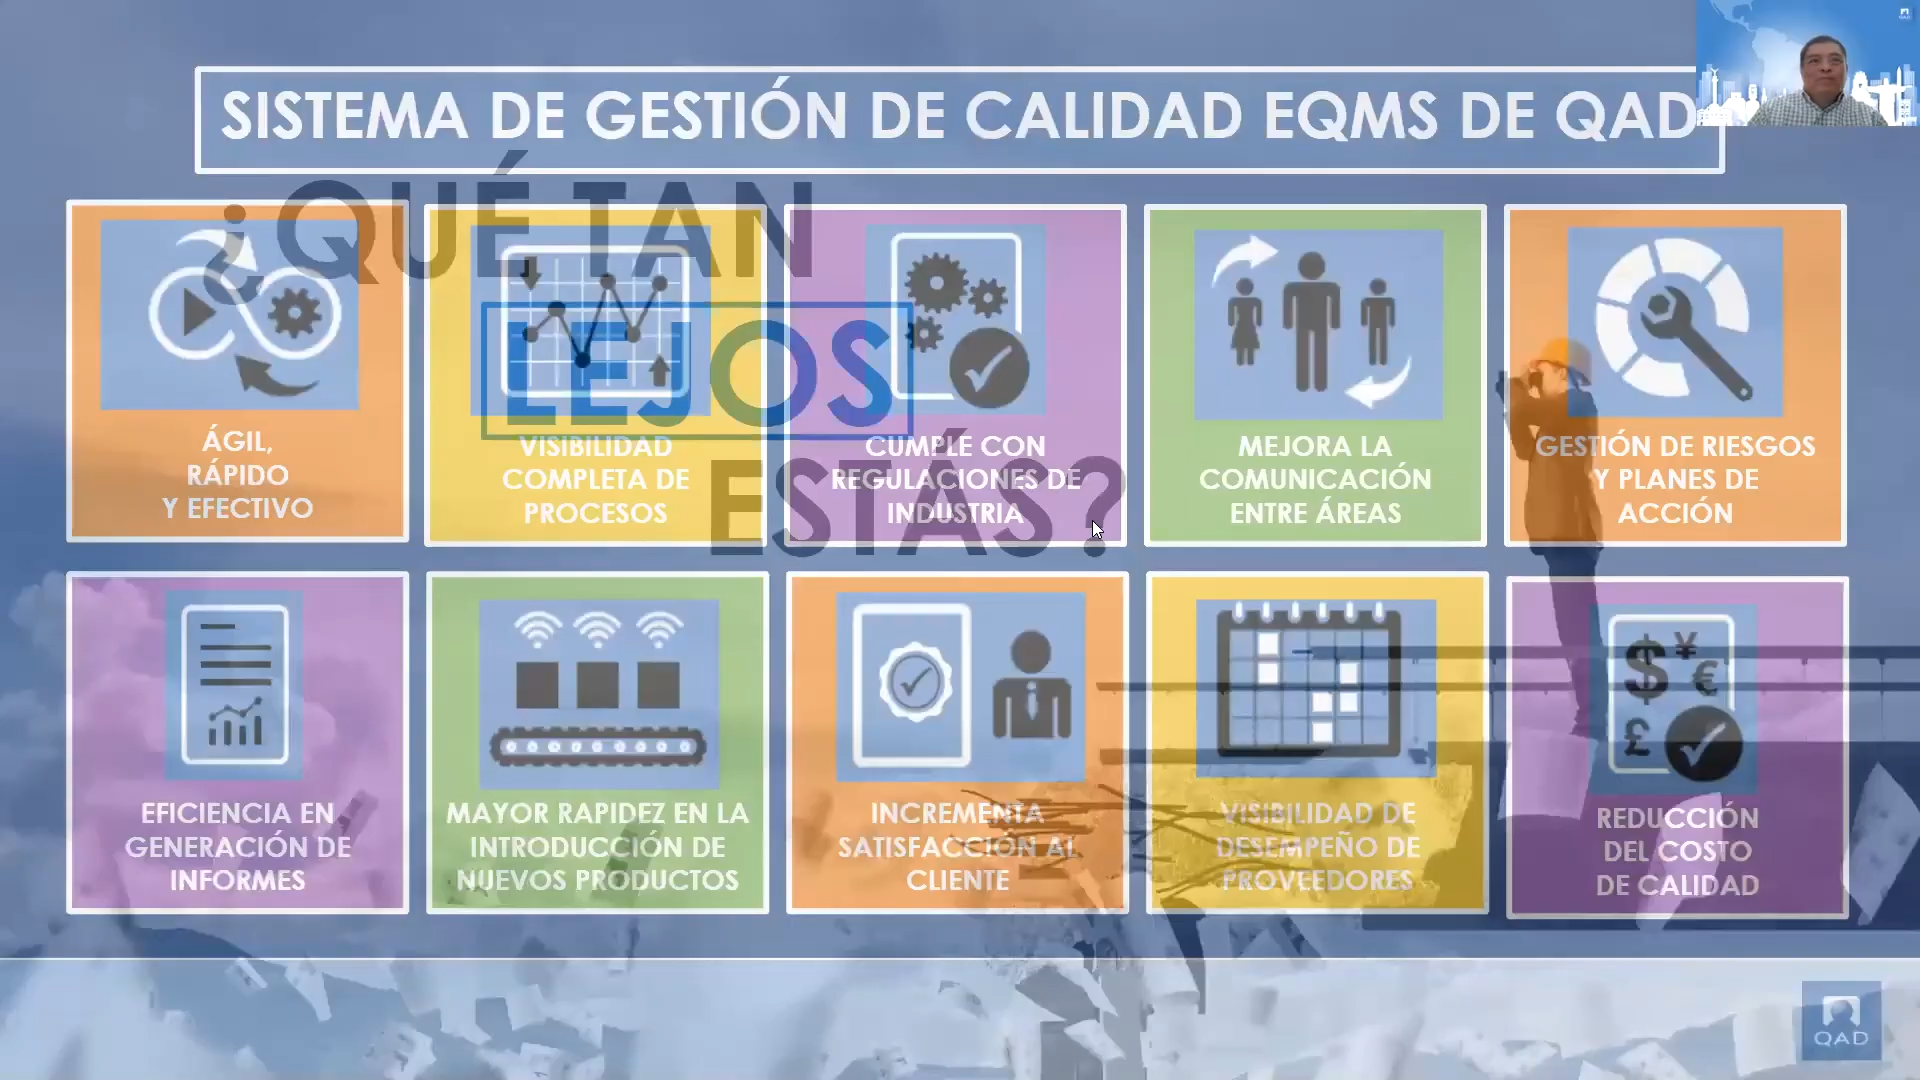 SISTEMA DE GESTIÓN DE CALIDAD EQMS DE QAD
¿QUÉ TAN
LEJOS
ESTÁS?
ÁGIL,
RÁPIDO
Y EFECTIVO
VISIBILIDAD
COMPLETA DE
PROCESOS
CUMPLE CON
REGULACIONES DE
INDUSTRIA
MEJORA LA
COMUNICACIÓN
ENTRE ÁREAS
GESTIÓN DE RIESGOS
Y PLANES DE
ACCIÓN
EFICIENCIA EN
GENERACIÓN DE
INFORMES
MAYOR RAPIDEZ EN LA
INTRODUCCIÓN DE
NUEVOS PRODUCTOS
INCREMENTA
SATISFACCIÓN AL
CLIENTE
VISIBILIDAD DE
DESEMPEÑO DE
PROVEEDORES
$ ¥
€
£
REDUCCIÓN
DEL COSTO
DE CALIDAD
QAD